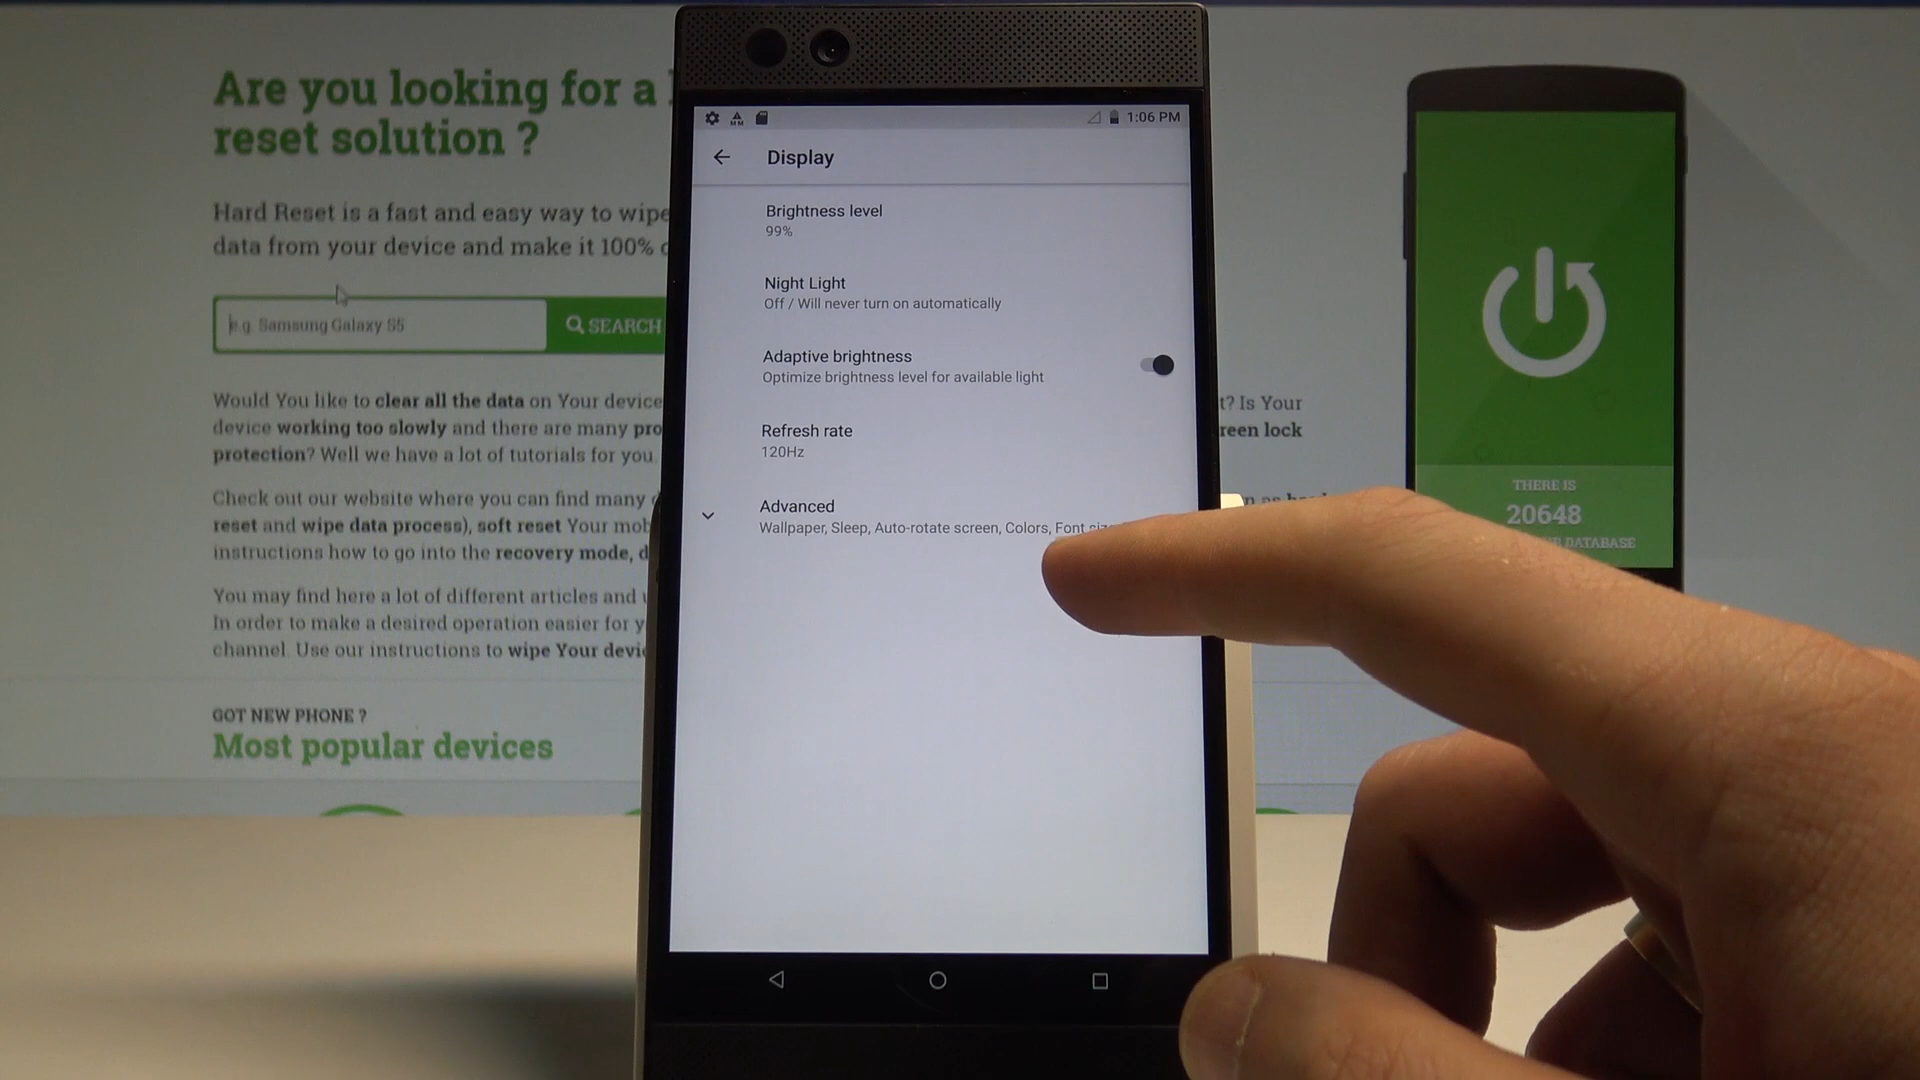 Are you looking for a
reset solution ?
Hard Reset is a fast and easy way to wipe
data from your device and make it 100%
e.g. Samsung Galaxy S5
SEARCH
Would You like to clear all the data on Your device
device working too slowly and there are many
protection? Well we have a lot of tutorials for you.
Check out our website where you can find many
reset and wipe data process), soft reset Your
instructions how to go into the recovery mode,
You may find here a lot of different articles and
In order to make a desired operation easier for
channel. Use our instructions to wipe Your
GOT NEW PHONE ?
Most popular devices
1:06 PM
Display
Brightness level
99%
Night Light
Off / Will never turn on automatically
Adaptive brightness
Optimize brightness level for available light
Refresh rate
120Hz
Advanced
Wallpaper, Sleep, Auto-rotate screen, Colors, Font
t? Is Your
reen lock
THERE IS
20648
DATABASE